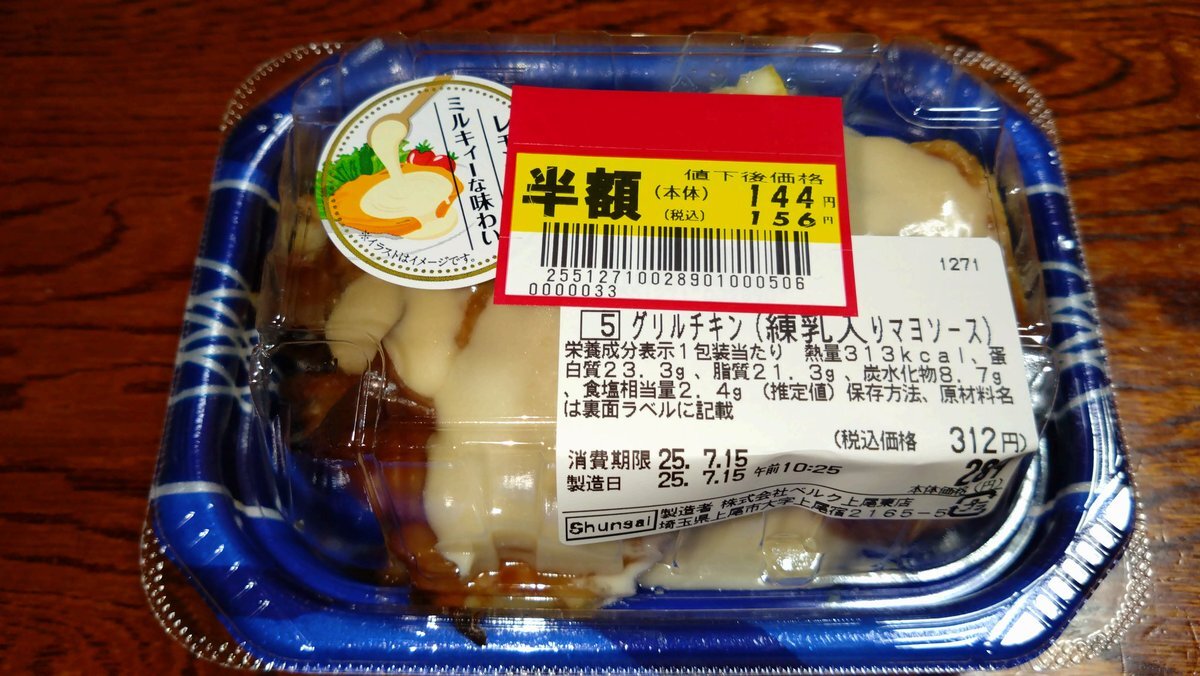 ミルキィーな味わい
※イラストはイメージです。
半額
値下後価格
(本体) 144円
(税込) 156円
2551271002890100​0506
0000033
1271
5 グリルチキン(練乳入りマヨソース)
栄養成分表示1包装当たり 熱量313kcal、蛋
白質23.3g、脂質21.3g、炭水化物8.7g
、食塩相当量2.4g (推定値) 保存方法、原材料名
は裏面ラベルに記載
(税込価格 312円)
消費期限 25. 7.15
製造日 25. 7.15 午前10:25
本体価格 (円)
Shungai 製造者 株式会社ベルク上尾東店
埼玉県上尾市大字上尾宿2165-5